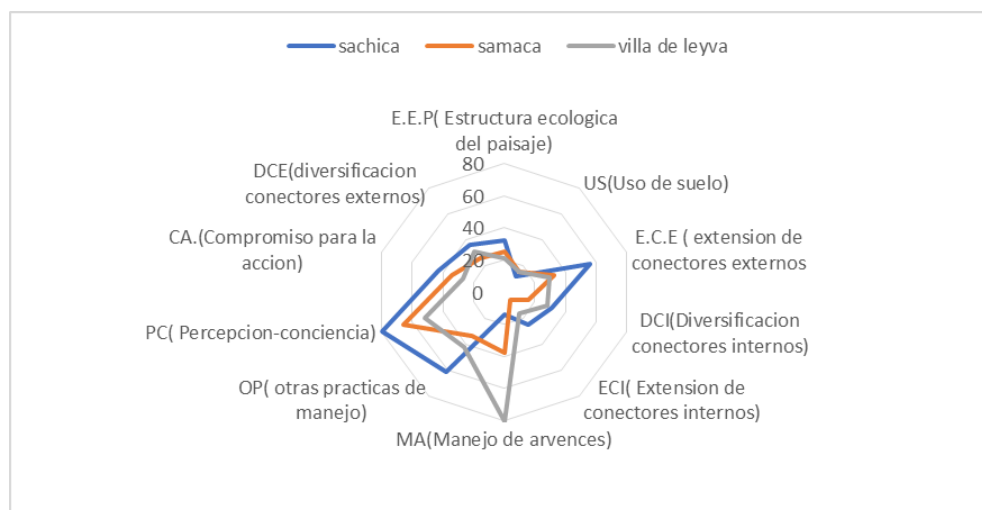 sachica
samaca
villa de leyva
E.E.P( Estructura ecologica
del paisaje)
DCE(diversificacion
conectores externos)
US(Uso de suelo)
CA.(Compromiso para la
accion)
E.C.E ( extension de
conectores externos
PC( Percepcion-conciencia)
DCI(Diversificacion
conectores internos)
OP( otras practicas de
manejo)
ECI( Extension de
conectores internos)
MA(Manejo de arvences)
80
60
40
20
0